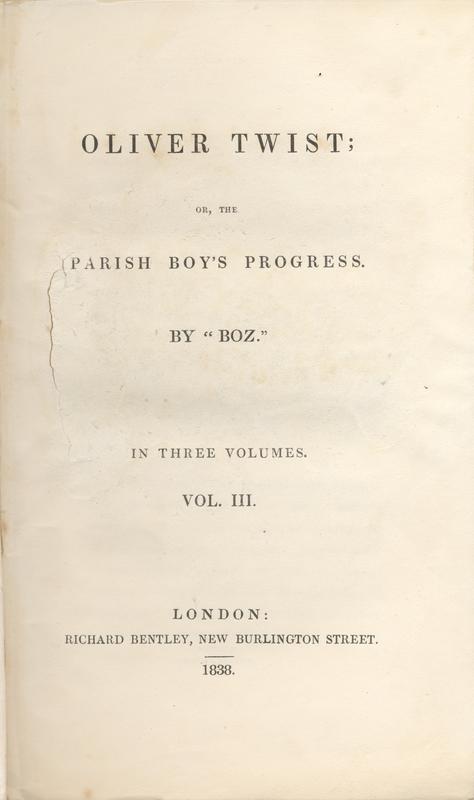 OLIVER TWIST;
OR, THE
PARISH BOY'S PROGRESS.
BY “ BOZ.”
IN THREE VOLUMES.
VOL. III.
LONDON:
RICHARD BENTLEY, NEW BURLINGTON STREET.
1838.